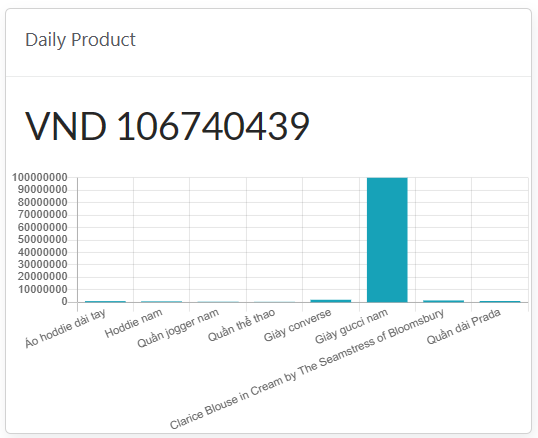 Daily Product
VND 106740439
100000000
90000000
80000000
70000000
60000000
50000000
40000000
30000000
20000000
10000000
0
Áo hoddie dài tay
Hoddie nam
Quần jogger nam
Quần thể thao
Giày converse
Giày gucci nam
Clarice Blouse in Cream by The Seamstress of Bloomsbury
Quần dài Prada